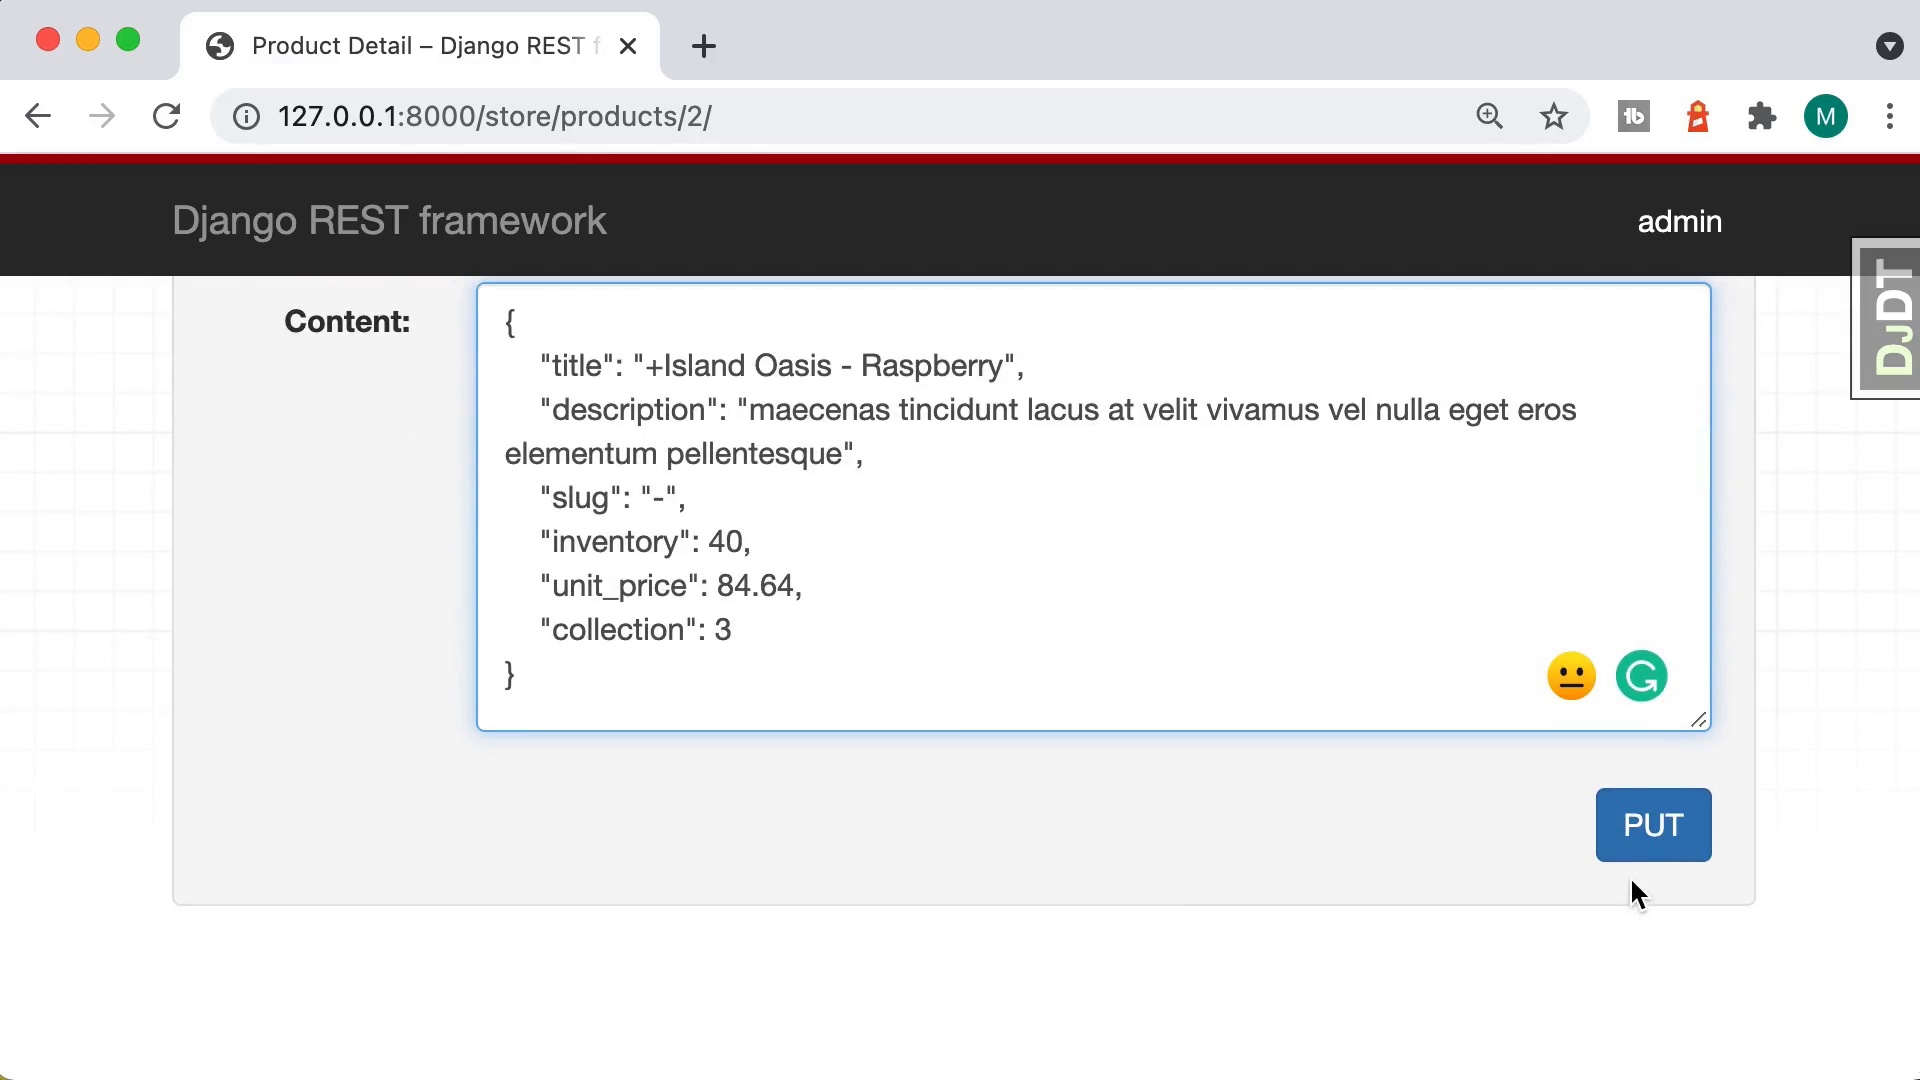 Product Detail – Django REST f
127.0.0.1:8000/store/products/2/
M
Django REST framework
admin
DJDT
Content:
{
"title": "+Island Oasis - Raspberry",
"description": "maecenas tincidunt lacus at velit vivamus vel nulla eget eros
elementum pellentesque",
"slug": "-",
"inventory": 40,
"unit_price": 84.64,
"collection": 3
}
PUT